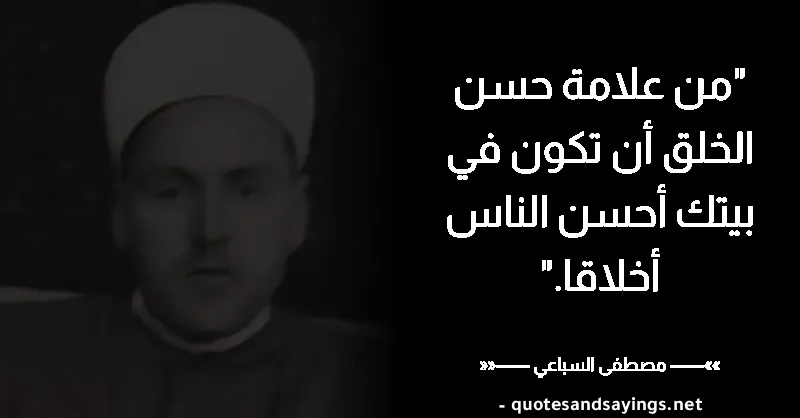 "من علامة حسن
الخلق أن تكون في
بيتك أحسن الناس
أخلاقا."
»»—— مصطفى السباعي ——««
- quotesandsayings.net